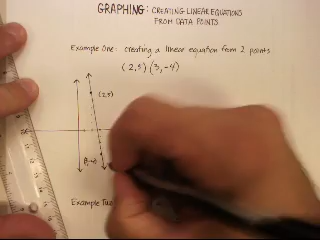 GRAPHING: CREATING LINEAR EQUATIONS
FROM DATA POINTS
Example One: creating a linear equation from 2 points
(2,5) (3,-4)
(2,5)
Example